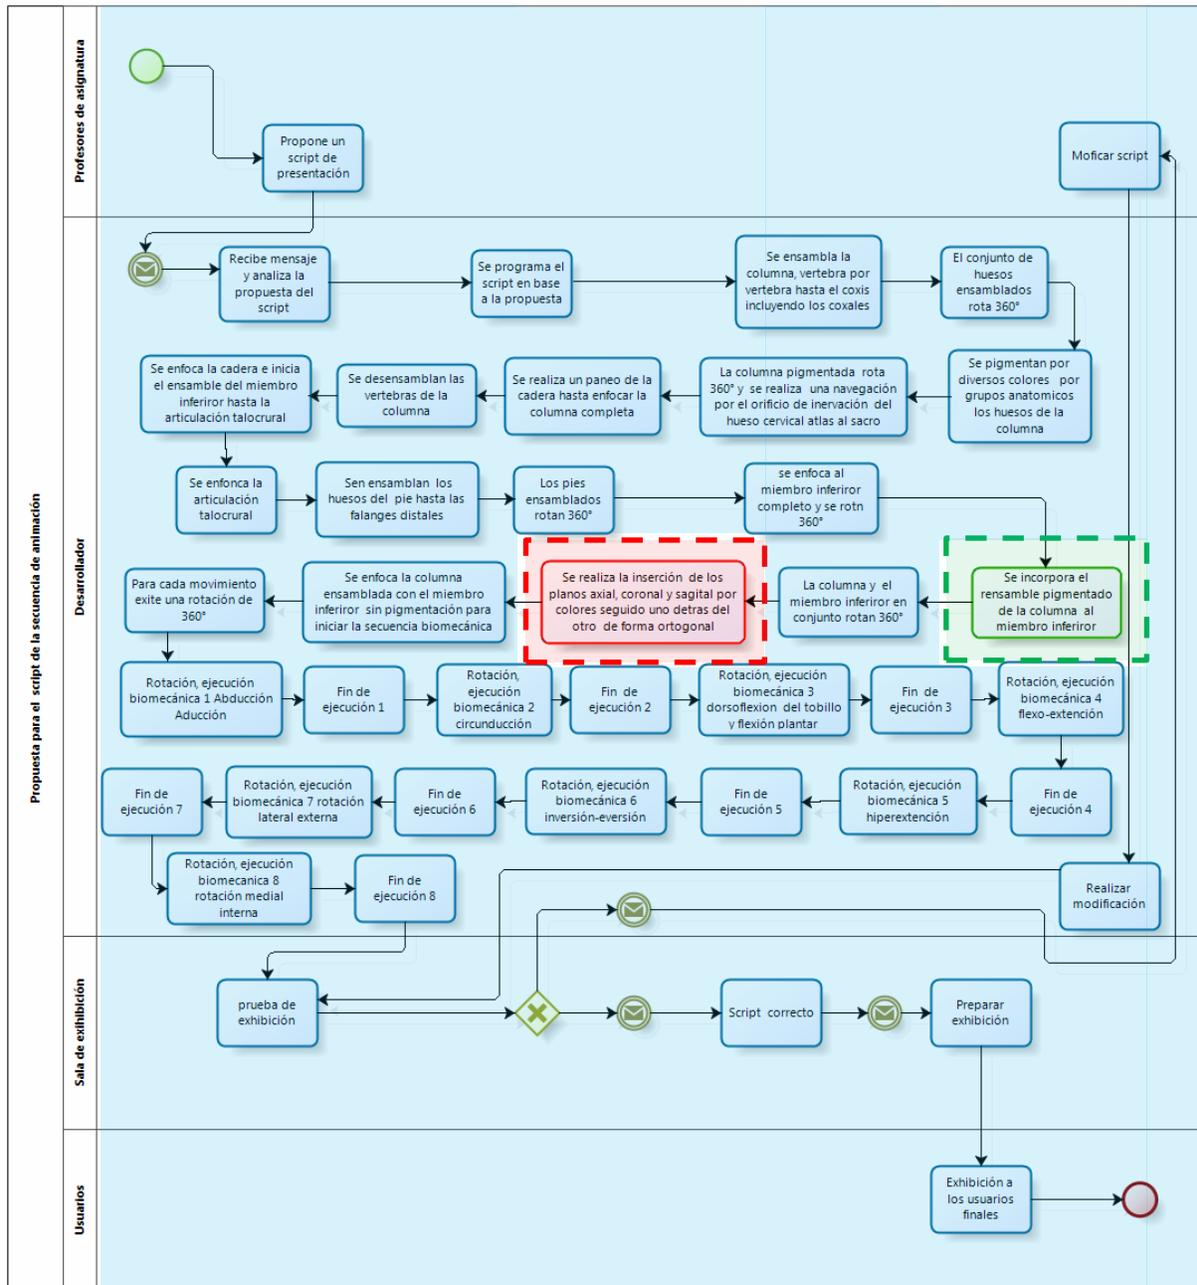 Propuesta para el script de la secuencia de animación
Profesores de asignatura
Propone un
script de
presentación
Moficar script
Desarrollador
Recibe mensaje
y analiza la
propuesta del
script
Se programa el
script en base
a la propuesta
Se ensambla la
columna, vertebra por
vertebra hasta el coxis
incluyendo los coxales
El conjunto de
huesos
ensamblados
rota 360°
Se enfoca la cadera e inicia
el ensamble del miembro
inferiror hasta la
articulación talocrural
Se desensamblan las
vertebras de la
columna
Se realiza un paneo de la
cadera hasta enfocar la
columna completa
La columna pigmentada rota
360° y se realiza una navegación
por el orificio de inervación del
hueso cervical atlas al sacro
Se pigmentan por
diversos colores por
grupos anatomicos
los huesos de la
columna
Se enfonca la
articulación
talocrural
Sen ensamblan los
huesos del pie hasta las
falanges distales
Los pies
ensamblados
rotan 360°
se enfoca al
miembro inferiror
completo y se rotn
360°
Para cada movimiento
exite una rotación de
360°
Se enfoca la columna
ensamblada con el miembro
inferiror sin pigmentación para
iniciar la secuencia biomecánica
Se realiza la inserción de los
planos axial, coronal y sagital por
colores seguido uno detras del
otro de forma ortogonal
La columna y el
miembro inferiror en
conjunto rotan 360°
Se incorpora el
rensamble pigmentado
de la columna al
miembro inferiror
Rotación, ejecución
biomecánica 1 Abducción
Aducción
Fin de
ejecución 1
Rotación,
ejecución
biomecánica 2
circunducción
Fin de
ejecución 2
Rotación, ejecución
biomecánica 3
dorsoflexion del tobillo
y flexión plantar
Fin de
ejecución 3
Rotación, ejecución
biomecánica 4
flexo-extención
Fin de
ejecución 7
Rotación, ejecución
biomecánica 7 rotación
lateral externa
Fin de
ejecución 6
Rotación, ejecución
biomecánica 6
inversión-eversión
Fin de
ejecución 5
Rotación, ejecución
biomecánica 5
hiperextención
Fin de
ejecución 4
Rotación, ejecución
biomecanica 8
rotación medial
interna
Fin de
ejecución 8
Realizar
modificación
Sala de exihibición
prueba de
exhibición
Script correcto
Preparar
exhibición
Usuarios
Exhibición a
los usuarios
finales